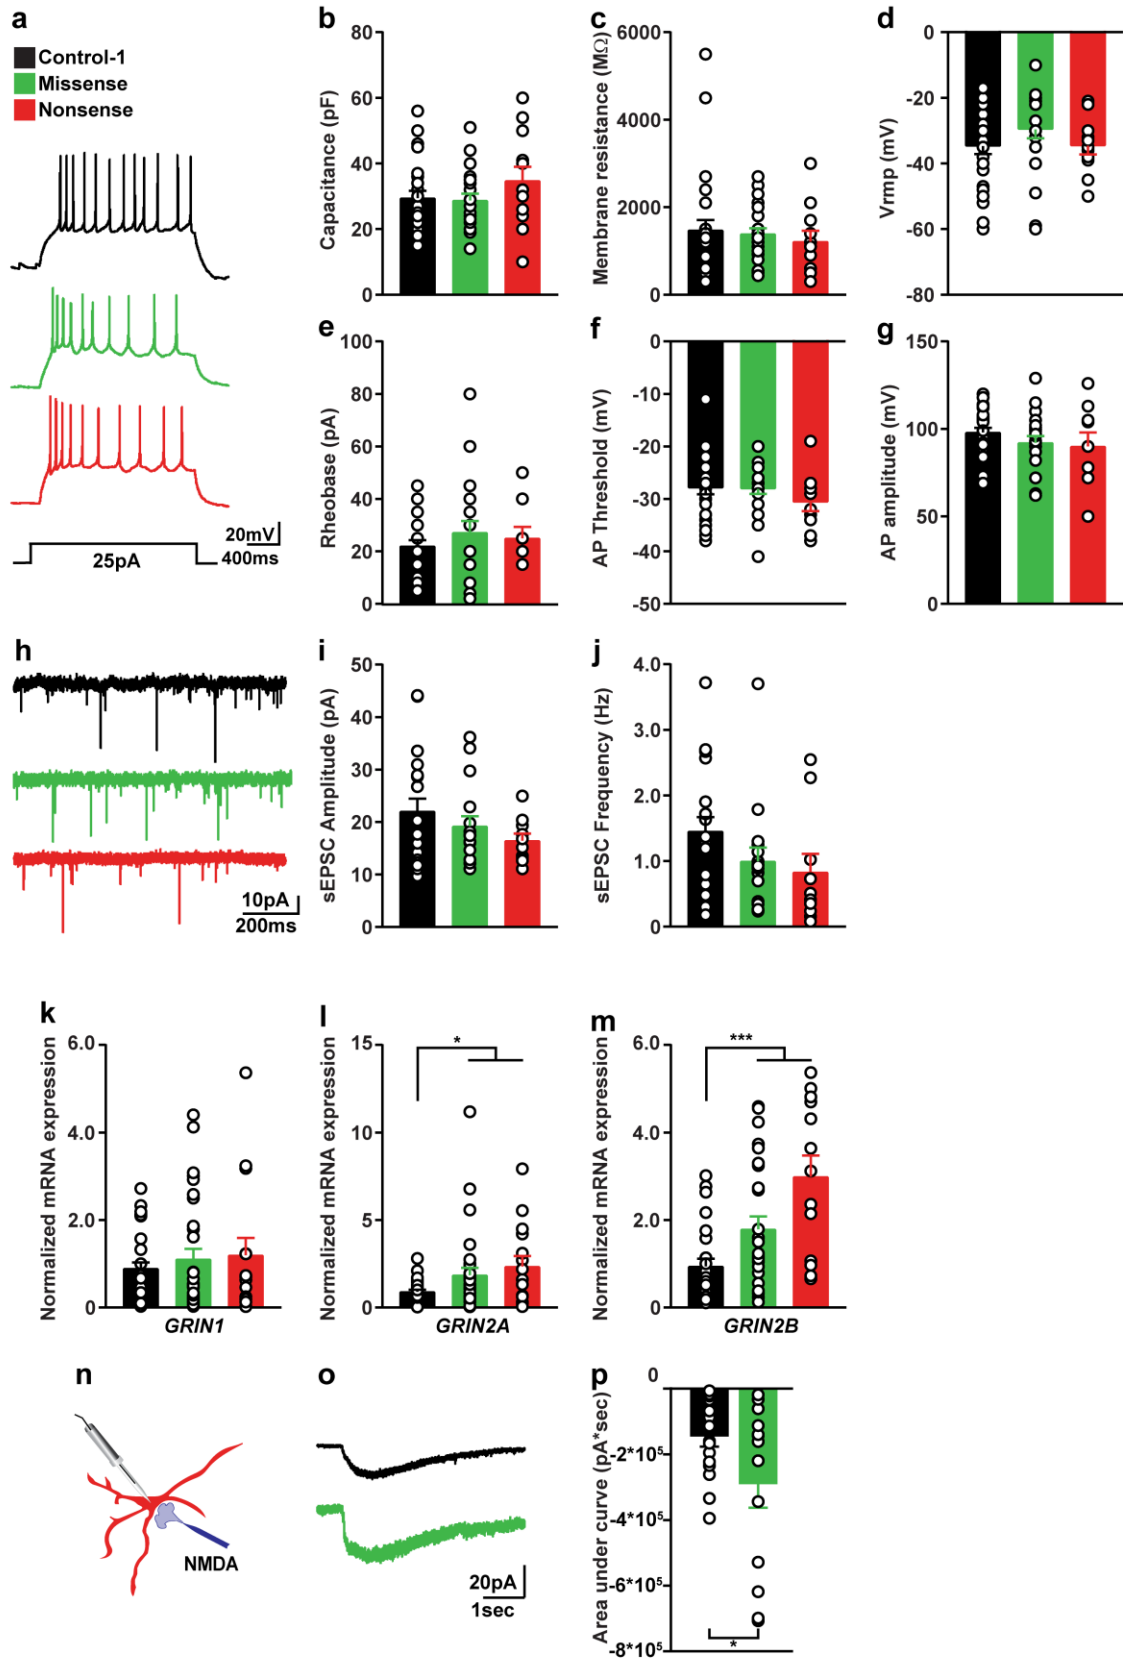 a
Control-1
Missense
Nonsense
20mV
400ms
25pA
b
Capacitance (pF)
80
60
40
20
0
c
Membrane resistance (MΩ)
6000
4000
2000
0
d
Vrmp (mV)
0
-20
-40
-60
-80
e
Rheobase (pA)
100
80
60
40
20
0
f
AP Threshold (mV)
0
-10
-20
-30
-40
-50
g
AP amplitude (mV)
150
100
50
0
h
10pA
200ms
i
sEPSC Amplitude (pA)
50
40
30
20
10
0
j
sEPSC Frequency (Hz)
4.0
3.0
2.0
1.0
0
k
Normalized mRNA expression
6.0
4.0
2.0
0
GRIN1
l
Normalized mRNA expression
15
10
5
0
*
GRIN2A
m
Normalized mRNA expression
6.0
4.0
2.0
0
***
GRIN2B
n
NMDA
o
20pA
1sec
p
Area under curve (pA*sec)
0
-2*10⁵
-4*10⁵
-6*10⁵
-8*10⁵
*